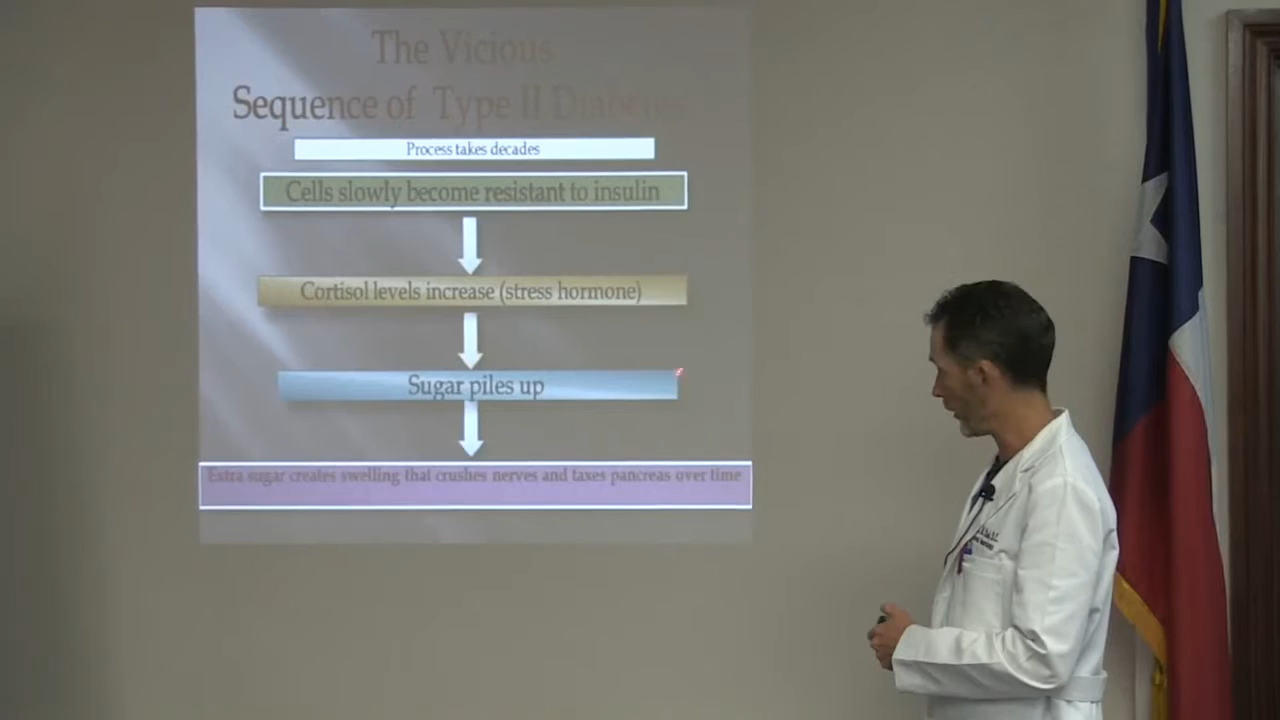 The Vicious
Sequence of Type II Diabetes
Process takes decades
Cells slowly become resistant to insulin
Cortisol levels increase (stress hormone)
Sugar piles up
Extra sugar creates swelling that crushes nerves and taxes pancreas over time